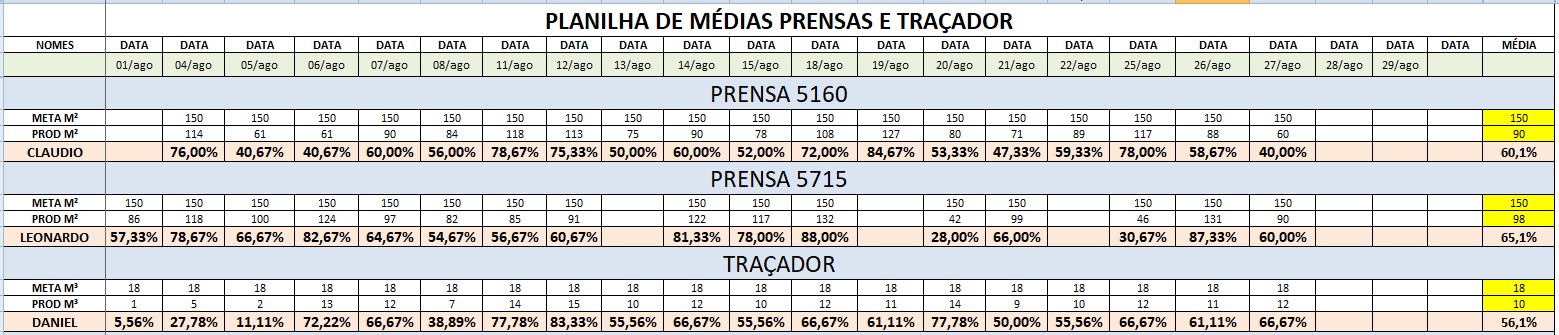 PLANILHA DE MÉDIAS PRENSAS E TRAÇADOR
NOMES DATA DATA DATA DATA DATA DATA DATA DATA DATA DATA DATA DATA DATA DATA DATA DATA DATA DATA DATA DATA DATA DATA MÉDIA
01/ago 04/ago 05/ago 06/ago 07/ago 08/ago 11/ago 12/ago 13/ago 14/ago 15/ago 18/ago 19/ago 20/ago 21/ago 22/ago 25/ago 26/ago 27/ago 28/ago 29/ago
PRENSA 5160
META M² 150 150 150 150 150 150 150 150 150 150 150 150 150 150 150 150 150 150 150
PROD M² 114 61 61 90 84 118 113 75 90 78 108 127 80 71 89 117 88 60 90
CLAUDIO 76,00% 40,67% 40,67% 60,00% 56,00% 78,67% 75,33% 50,00% 60,00% 52,00% 72,00% 84,67% 53,33% 47,33% 59,33% 78,00% 58,67% 40,00% 60,1%
PRENSA 5715
META M² 150 150 150 150 150 150 150 150 150 150 150 150 150 150 150 150 150
PROD M² 86 118 100 124 97 82 85 91 122 117 132 42 99 46 131 90 98
LEONARDO 57,33% 78,67% 66,67% 82,67% 64,67% 54,67% 56,67% 60,67% 81,33% 78,00% 88,00% 28,00% 66,00% 30,67% 87,33% 60,00% 65,1%
TRAÇADOR
META M³ 18 18 18 18 18 18 18 18 18 18 18 18 18 18 18 18 18 18 18 18
PROD M³ 1 5 2 13 12 7 14 15 10 12 10 12 11 14 9 10 12 11 12 10
DANIEL 5,56% 27,78% 11,11% 72,22% 66,67% 38,89% 77,78% 83,33% 55,56% 66,67% 55,56% 66,67% 61,11% 77,78% 50,00% 55,56% 66,67% 61,11% 66,67% 56,1%